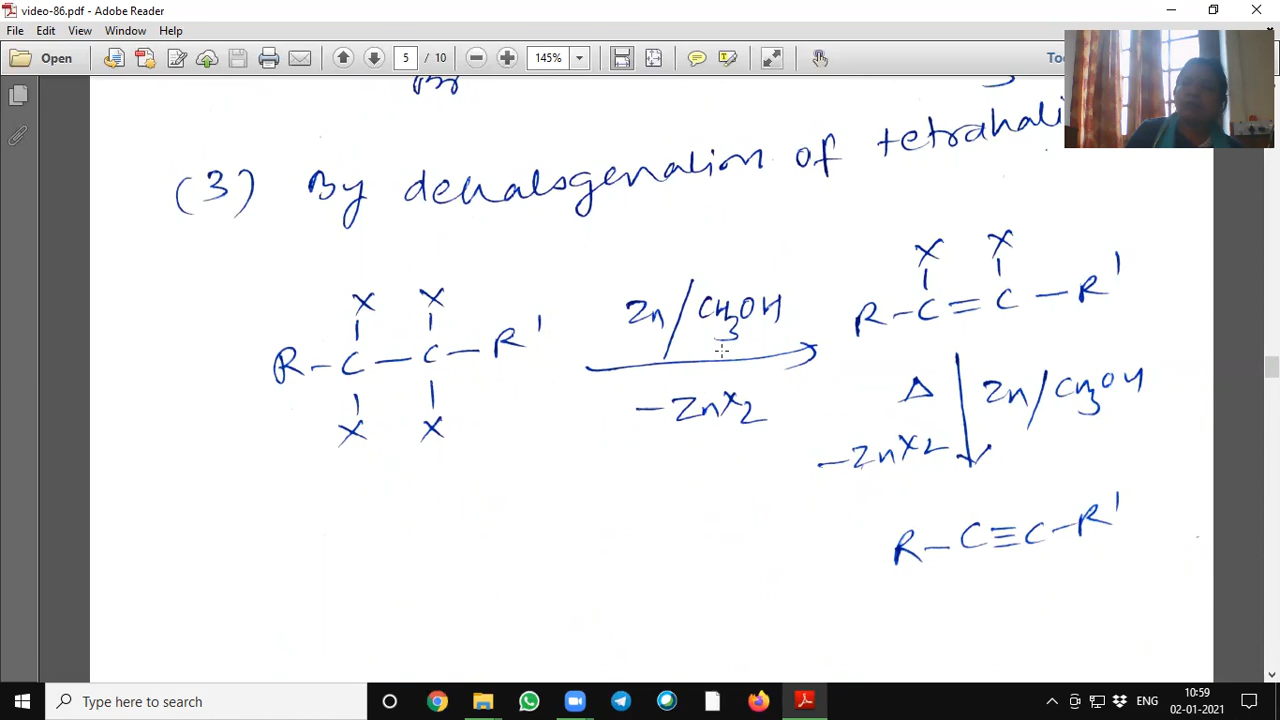 video-86.pdf - Adobe Reader
File Edit View Window Help
Open 5 / 10 145%
(3) By dehalogenation of
X X
R-C-C-R'
X X
Zn/CH3OH
-ZnX2
X X
R-C=C-R'
Δ Zn/CH3OH
-ZnX2
R-C≡C-R'
Type here to search
ENG
10:59
02-01-2021